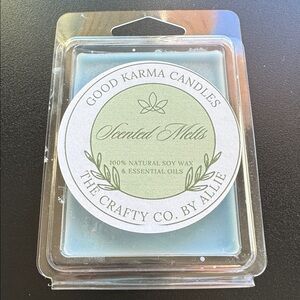 GOOD KARMA CANDLES
Scented Melts
100% NATURAL SOY WAX
& ESSENTIAL OILS
THE CRAFTY CO. BY ALLIE